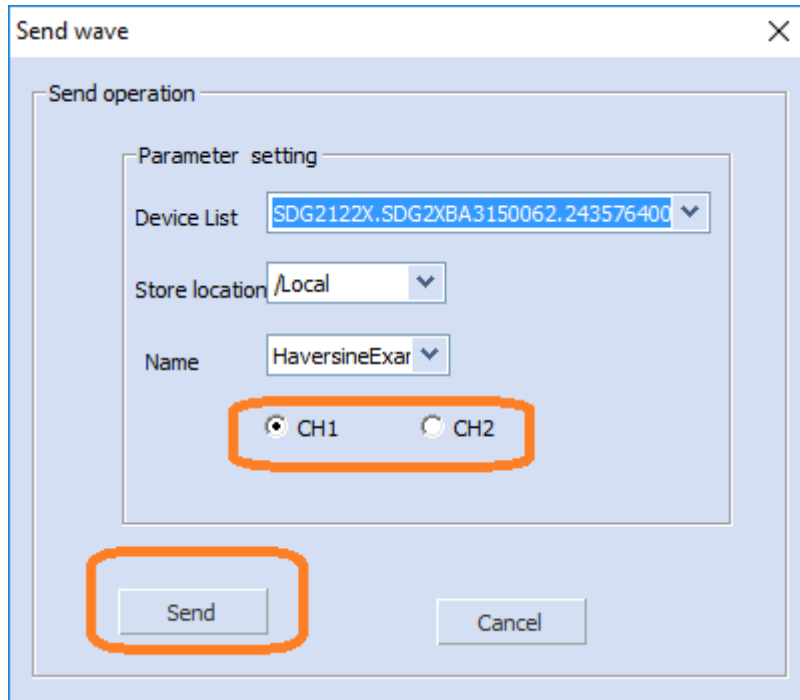 Send wave
Send operation
Parameter setting
Device List SDG2122X.SDG2XBA3150062.243576400
Store location /Local
Name HaversineExar
CH1 CH2
Send Cancel